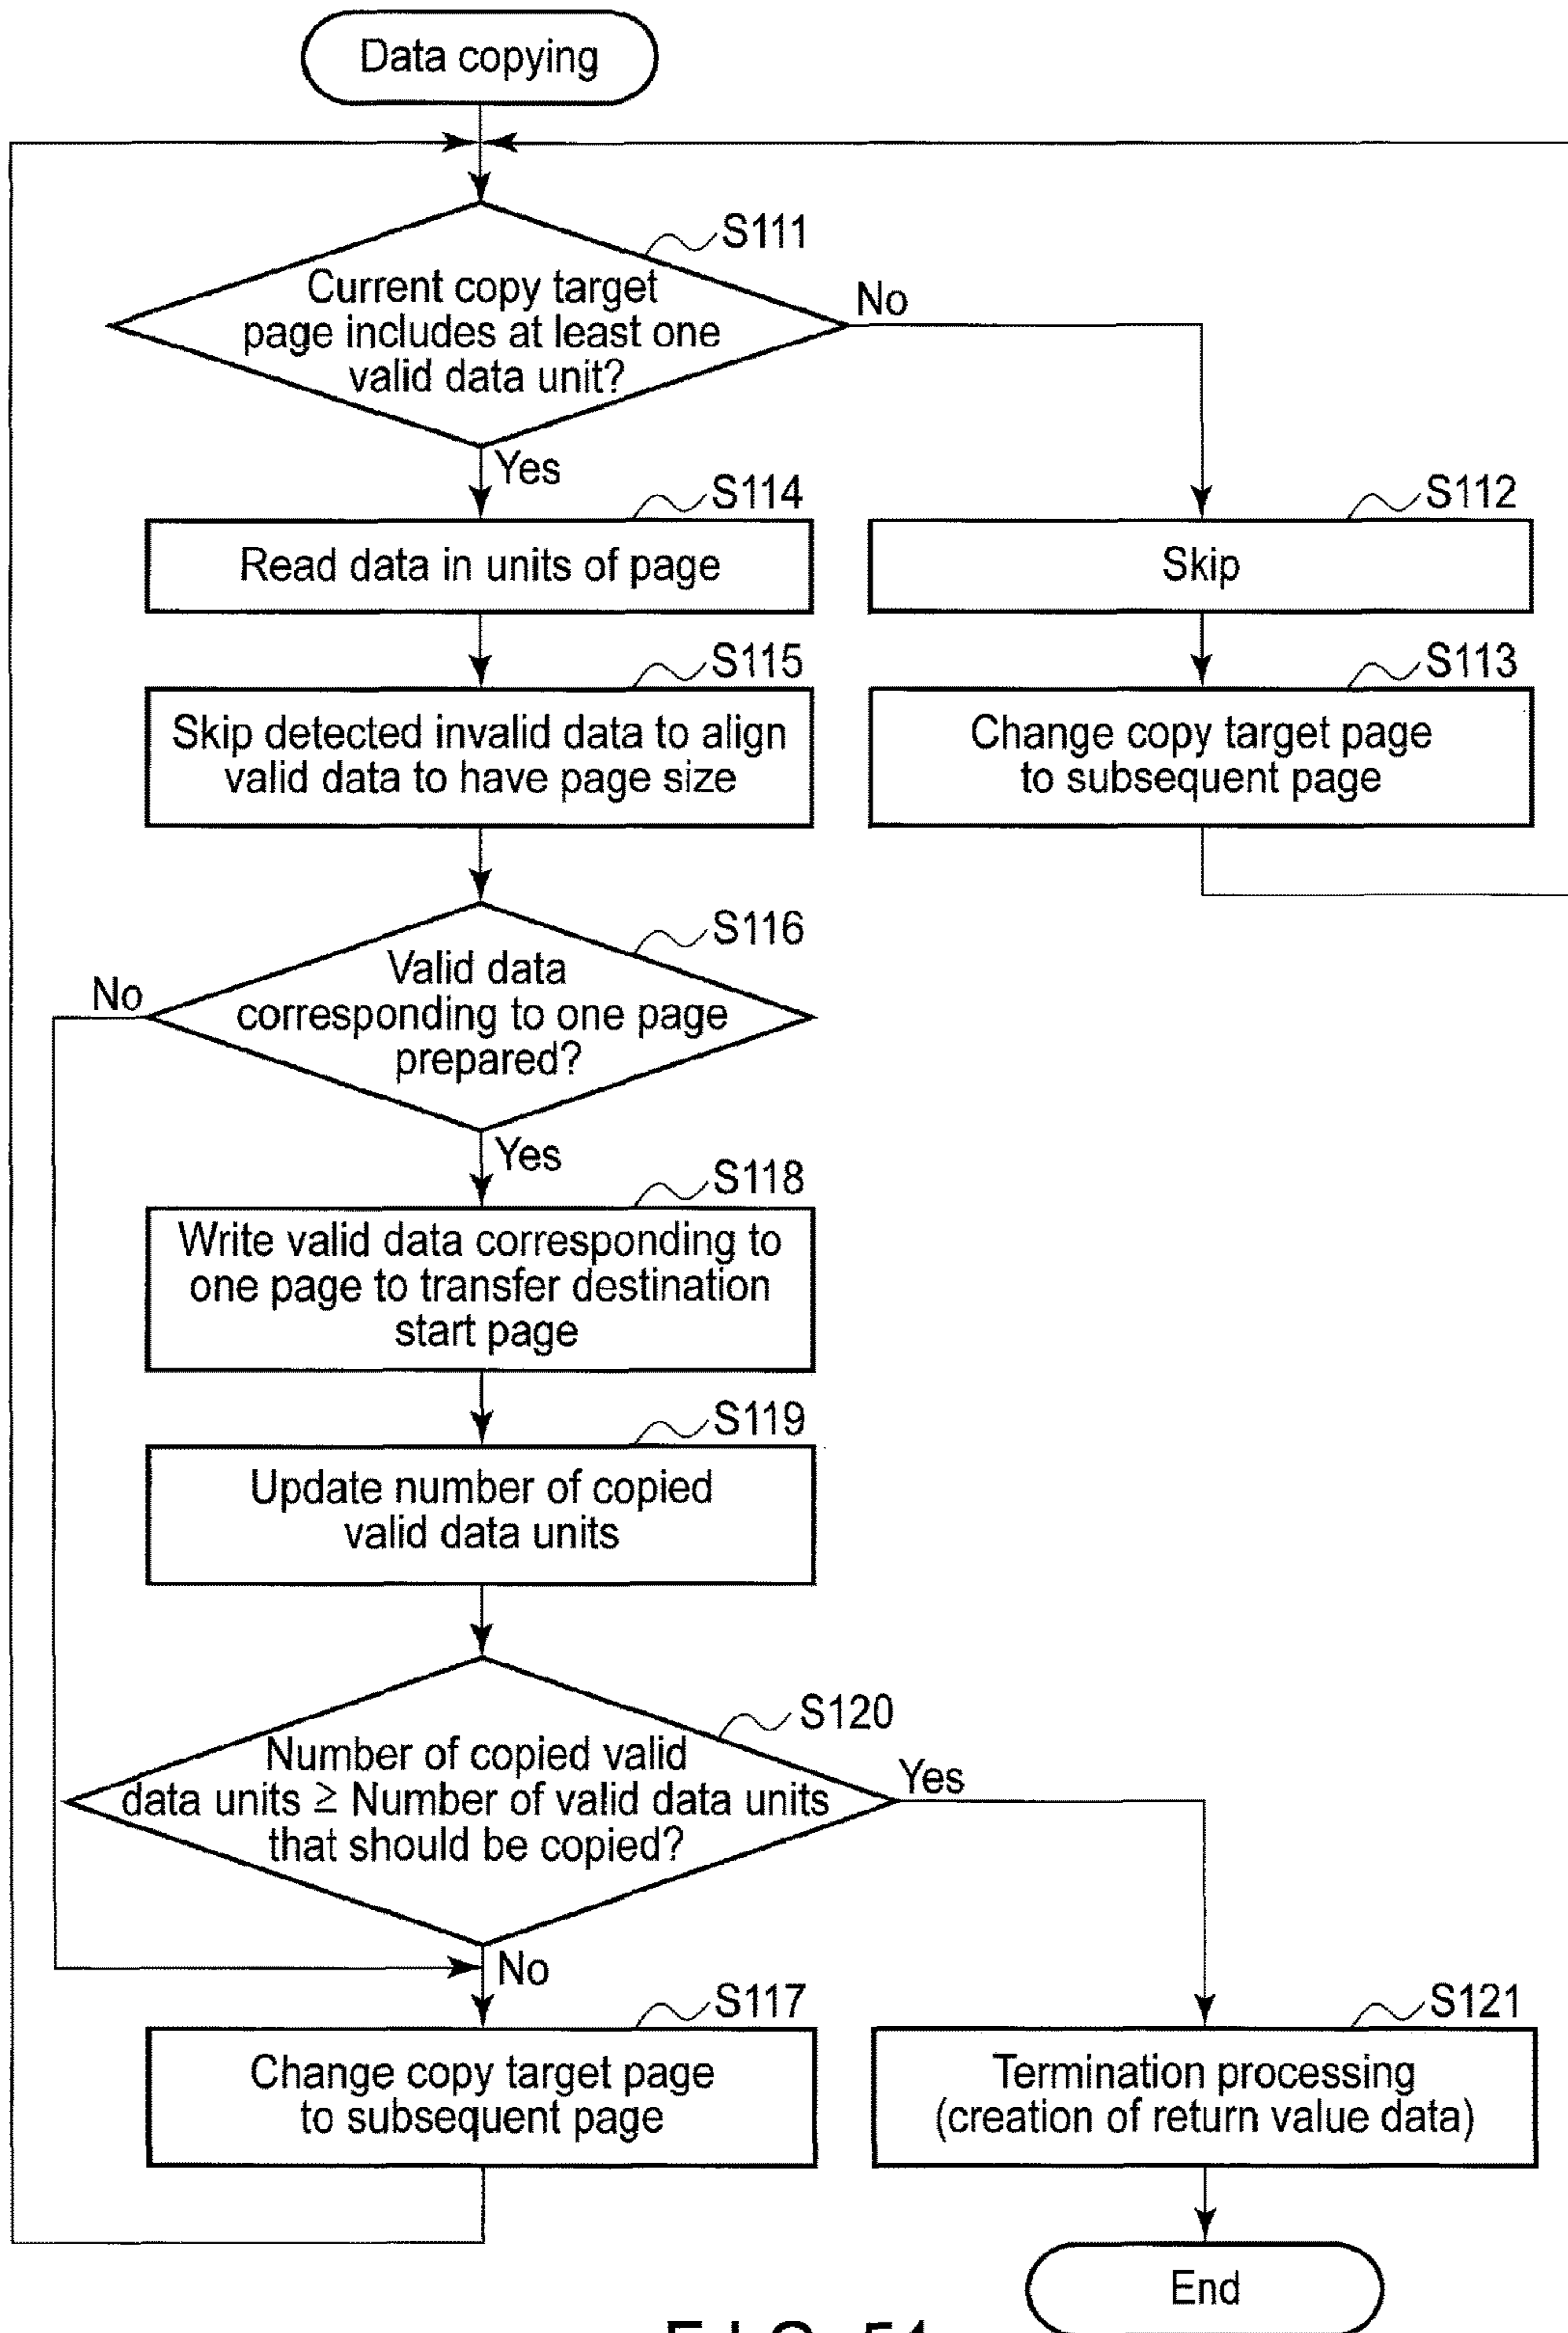 Data copying
S111
Current copy target
page includes at least one
valid data unit?
No
Yes
S114
Read data in units of page
S112
Skip
S115
Skip detected invalid data to align
valid data to have page size
S113
Change copy target page
to subsequent page
S116
Valid data
corresponding to one page
prepared?
No
Yes
S118
Write valid data corresponding to
one page to transfer destination
start page
S119
Update number of copied
valid data units
S120
Number of copied valid
data units ≥ Number of valid data units
that should be copied?
Yes
No
S117
Change copy target page
to subsequent page
S121
Termination processing
(creation of return value data)
End
F I G. 51